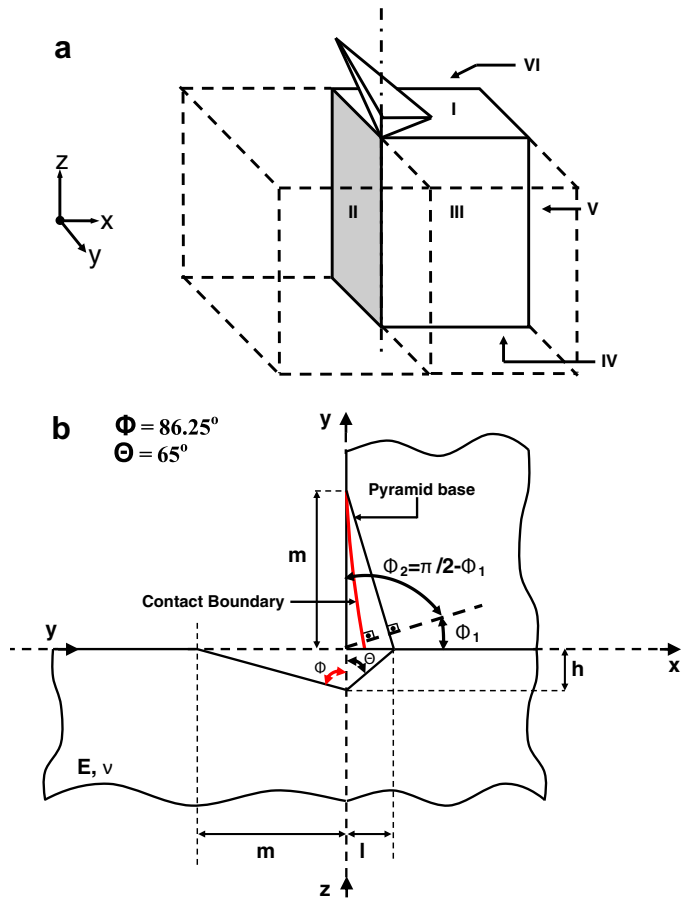 a
VI
I
z
x
y
II
III
V
IV
b
Φ = 86.25°
Θ = 65°
y
Pyramid base
m
Φ₂=π/2-Φ₁
Contact Boundary
Φ₁
y
x
Φ
Θ
h
E, ν
m
l
z